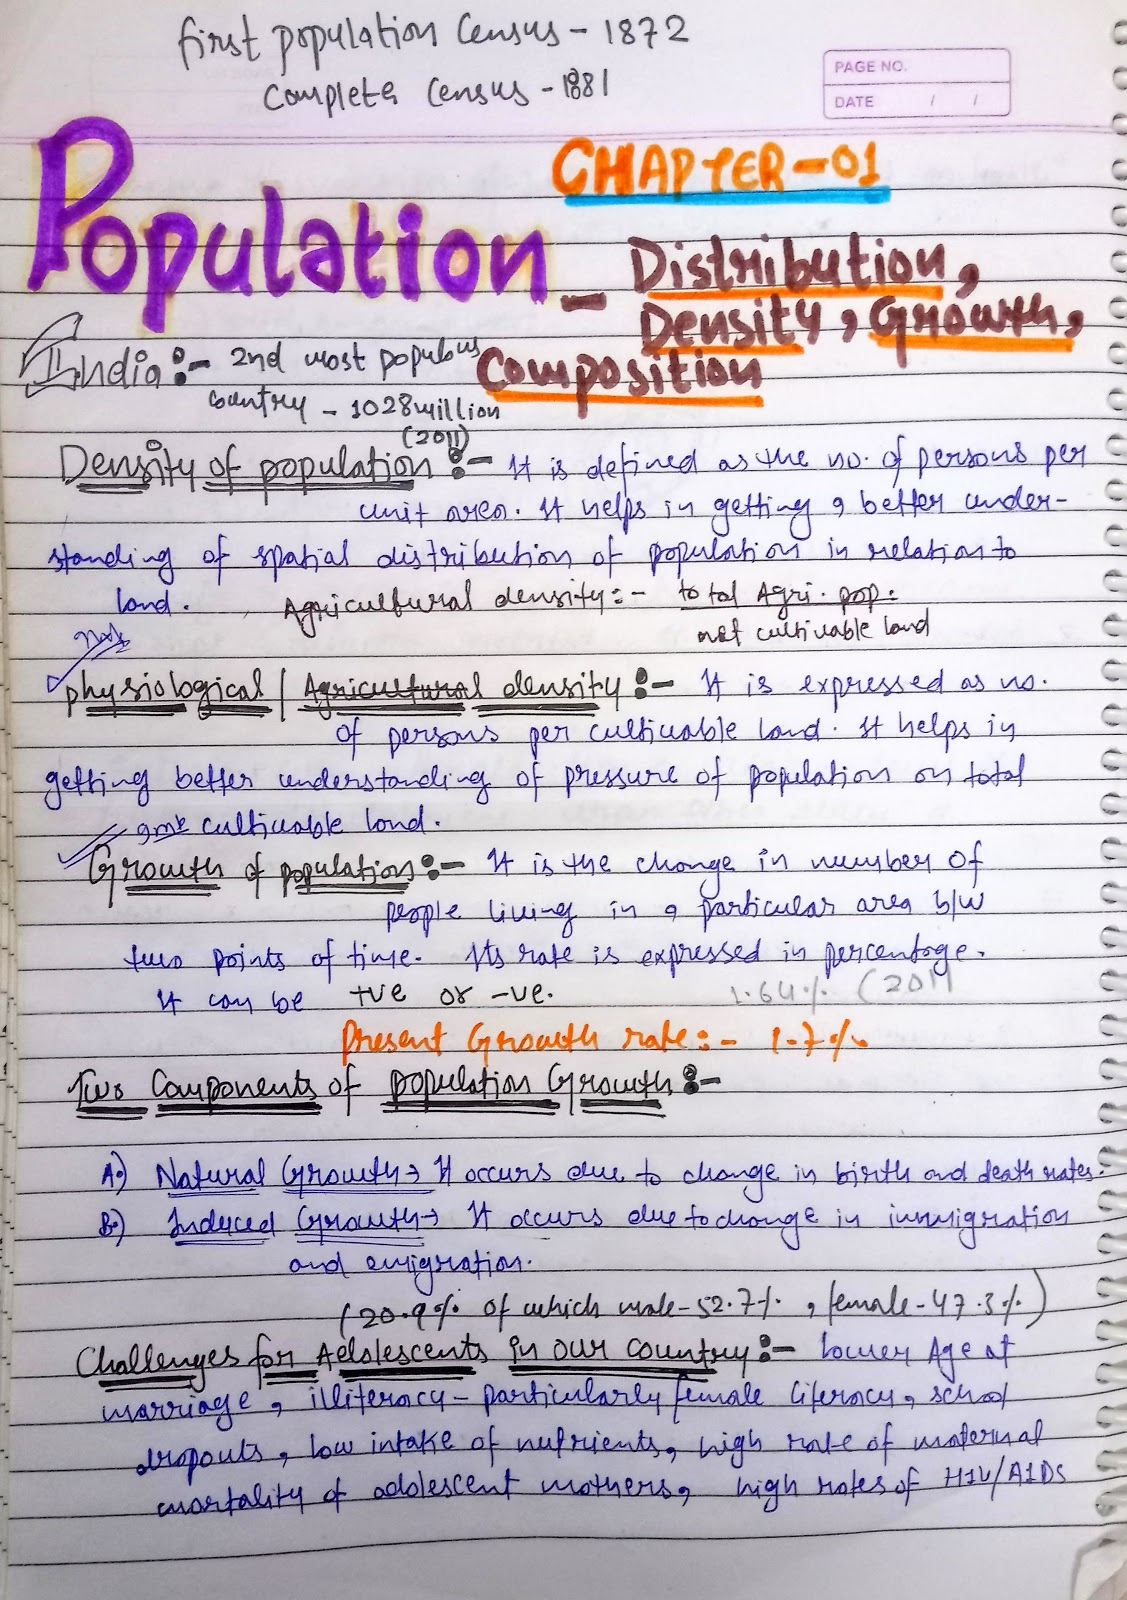 first population Census - 1872
Complete Census - 1881
PAGE NO.
DATE / /
CHAPTER-01
Population - Distribution,
Density, Growth,
Composition
India :- 2nd most populous
country - 1028 million
(2011)
Density of population :- It is defined as the no. of persons per
unit area. It helps in getting a better under-
standing of spatial distribution of population in relation to
land. Agricultural density :- total Agri. pop.
net cultivable land
physiological / Agricultural density :- It is expressed as no.
of persons per cultivable land. It helps in
getting better understanding of pressure of population on total
cultivable land.
Growth of population :- It is the change in number of
people living in a particular area b/w
two points of time. Its rate is expressed in percentage.
It can be +ve or -ve. 1.64% (2011
Present Growth rate :- 1.7%
Two Components of population Growth :-
A.) Natural Growth → It occurs due to change in birth and death rates.
B.) Induced Growth → It occurs due to change in immigration
and emigration.
(20.9% of which male-52.7%, female-47.3%)
Challenges for Adolescents in our country :- Lower Age at
marriage, illiteracy - particularly female literacy, school
dropouts, low intake of nutrients, high rate of maternal
mortality of adolescent mothers, high rates of HIV/AIDS